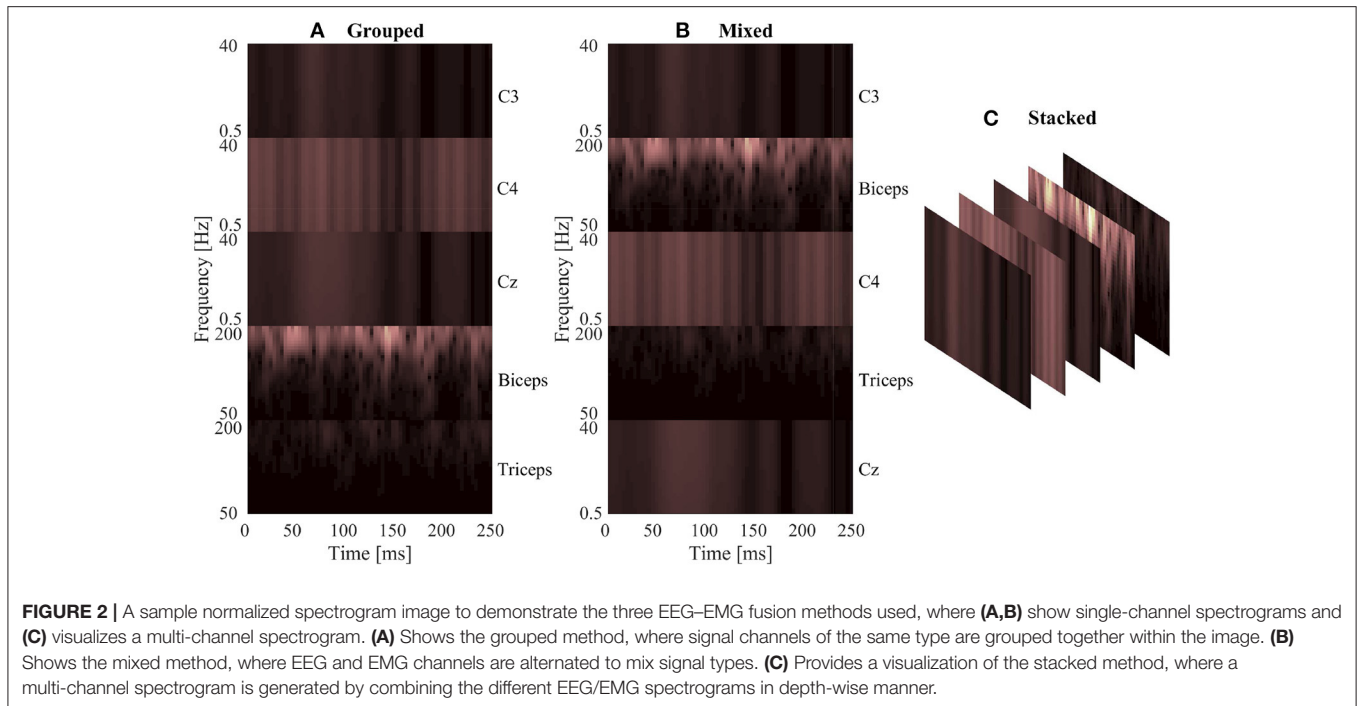 A Grouped
40
C3
0.5
40
C4
0.5
40
Cz
0.5
200
Biceps
50
200
Triceps
50
0 50 100 150 200 250
Time [ms]
Frequency [Hz]
B Mixed
40
C3
0.5
200
Biceps
50
40
C4
0.5
200
Triceps
50
40
Cz
0.5
0 50 100 150 200 250
Time [ms]
Frequency [Hz]
C Stacked
FIGURE 2 | A sample normalized spectrogram image to demonstrate the three EEG–EMG fusion methods used, where (A,B) show single-channel spectrograms and
(C) visualizes a multi-channel spectrogram. (A) Shows the grouped method, where signal channels of the same type are grouped together within the image. (B)
Shows the mixed method, where EEG and EMG channels are alternated to mix signal types. (C) Provides a visualization of the stacked method, where a
multi-channel spectrogram is generated by combining the different EEG/EMG spectrograms in depth-wise manner.